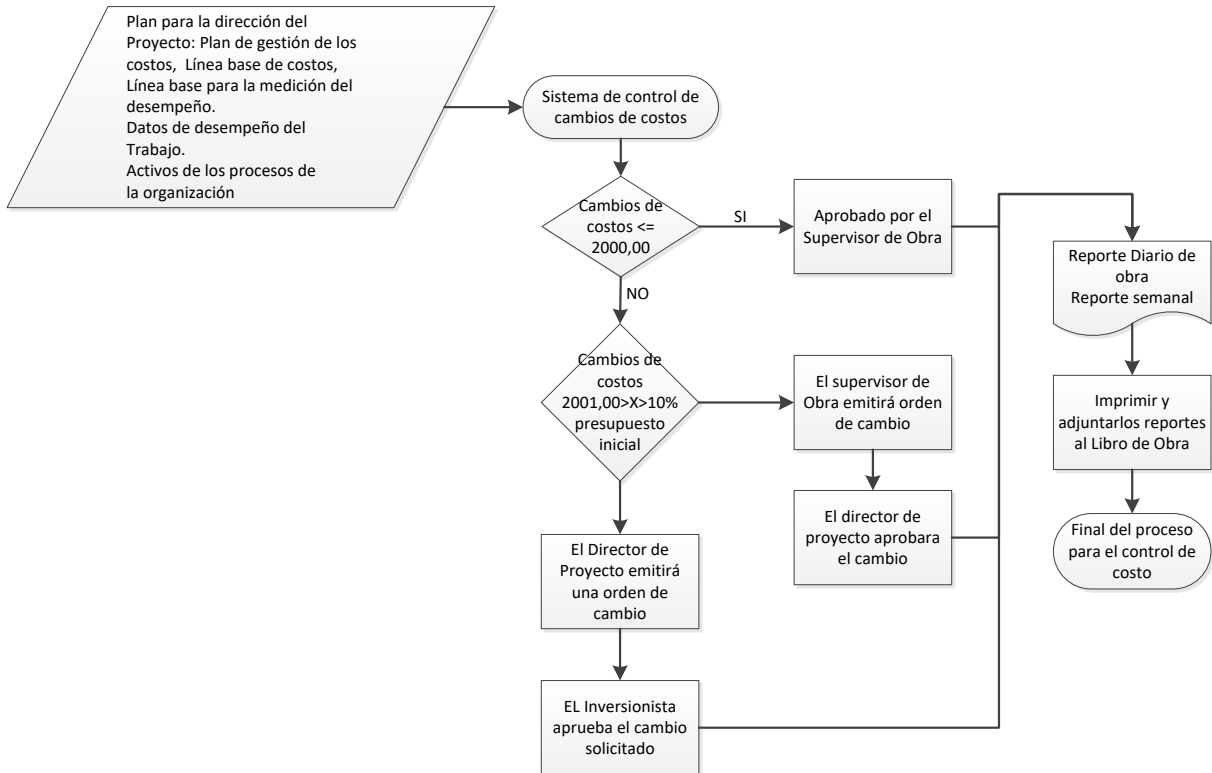 Plan para la dirección del
Proyecto: Plan de gestión de los
costos, Línea base de costos,
Línea base para la medición del
desempeño.
Datos de desempeño del
Trabajo.
Activos de los procesos de
la organización
Sistema de control de
cambios de costos
Cambios de
costos <=
2000,00
SI
Aprobado por el
Supervisor de Obra
NO
Cambios de
costos
2001,00>X>10%
presupuesto
inicial
El supervisor de
Obra emitirá orden
de cambio
El director de
proyecto aprobara
el cambio
El Director de
Proyecto emitirá
una orden de
cambio
EL Inversionista
aprueba el cambio
solicitado
Reporte Diario de
obra
Reporte semanal
Imprimir y
adjuntarlos reportes
al Libro de Obra
Final del proceso
para el control de
costo